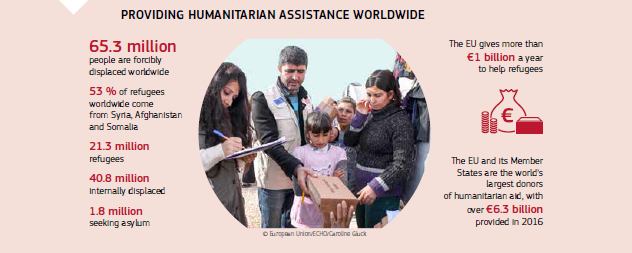 PROVIDING HUMANITARIAN ASSISTANCE WORLDWIDE
65.3 million
people are forcibly
displaced worldwide
53 % of refugees
worldwide come
from Syria, Afghanistan
and Somalia
21.3 million
refugees
40.8 million
internally displaced
1.8 million
seeking asylum
The EU gives more than
€1 billion a year
to help refugees
€
The EU and its Member
States are the world's
largest donors
of humanitarian aid, with
over €6.3 billion
provided in 2016
© European Union/ECHO/Caroline Gluck